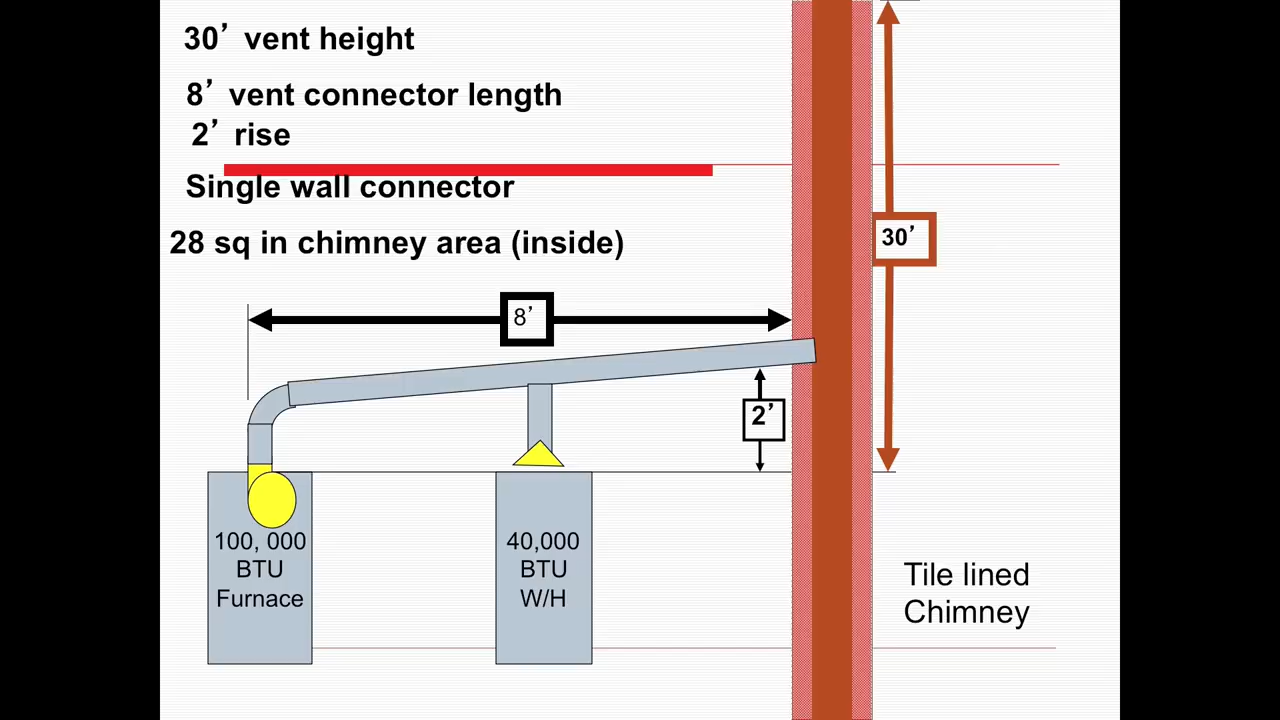 30’ vent height
8’ vent connector length
2’ rise
Single wall connector
28 sq in chimney area (inside)
30’
8’
2’
100, 000
BTU
Furnace
40,000
BTU
W/H
Tile lined
Chimney